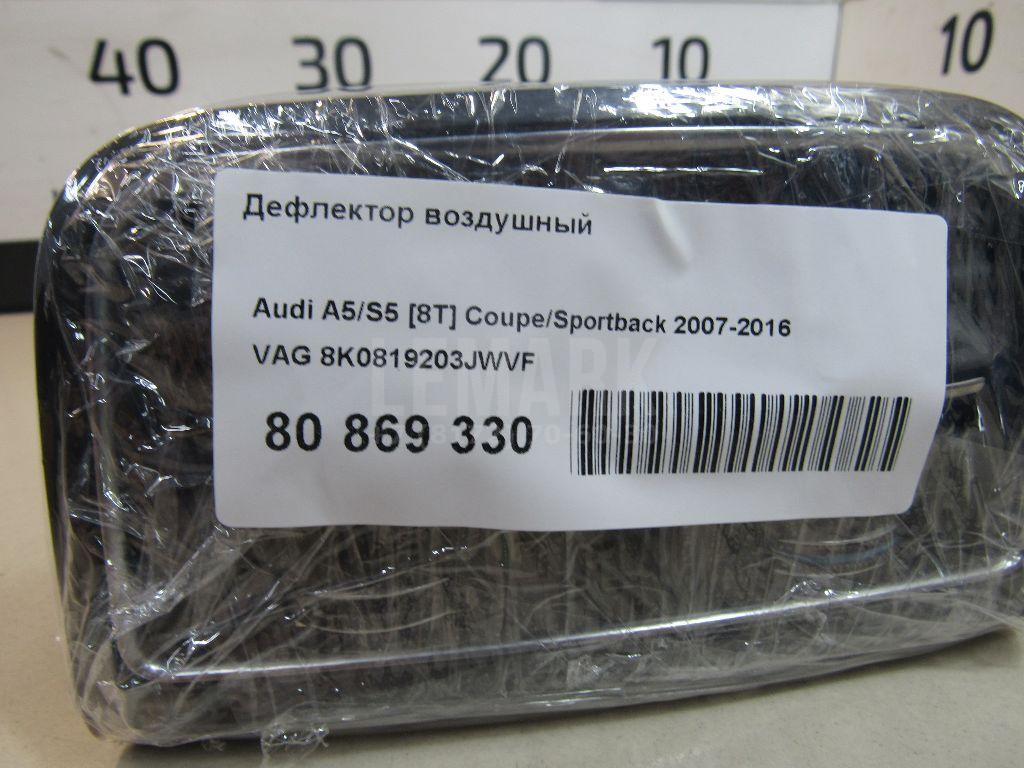 40 30 20 10 10
Дефлектор воздушный
Audi A5/S5 [8T] Coupe/Sportback 2007-2016
VAG 8K0819203JWVF
LEMARK
80 869 330